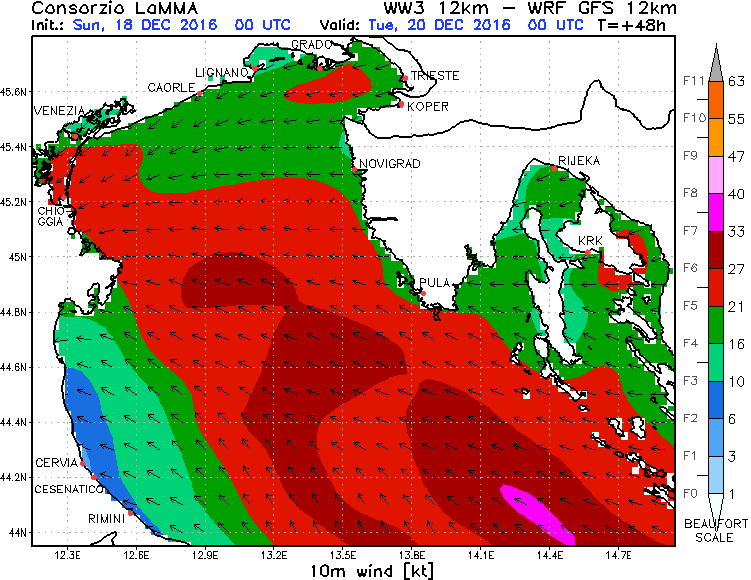 Consorzio LaMMA WW3 12km – WRF GFS 12km
Init.: Sun, 18 DEC 2016 00 UTC Valid: Tue, 20 DEC 2016 00 UTC T=+48h
GRADO
LIGNANO
TRIESTE
CAORLE
KOPER
VENEZIA
NOVIGRAD
RIJEKA
CHIO-
GGIA
KRK
PULA
CERVIA
CESENATICO
RIMINI
45.6N
45.4N
45.2N
45N
44.8N
44.6N
44.4N
44.2N
44N
12.3E 12.6E 12.9E 13.2E 13.5E 13.8E 14.1E 14.4E 14.7E
10m wind [kt]
F11 63
F10 55
F9 47
F8 40
F7 33
F6 27
F5 21
F4 16
F3 10
F2 6
F1 3
F0 1
BEAUFORT
SCALE